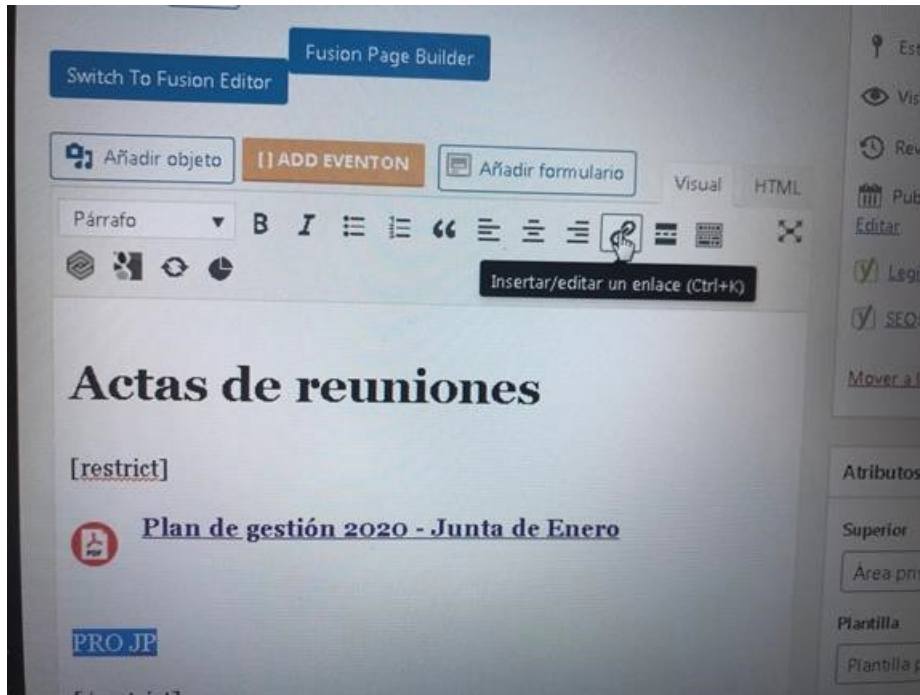 Fusion Page Builder
Switch To Fusion Editor
Añadir objeto
[] ADD EVENTON
Añadir formulario
Visual
HTML
Párrafo
B I
Insertar/editar un enlace (Ctrl+K)
Actas de reuniones
[restrict]
PDF
Plan de gestión 2020 - Junta de Enero
PRO JP
Editar
SEO
Mover a
Atributos
Superior
Área
Plantilla
Plantilla